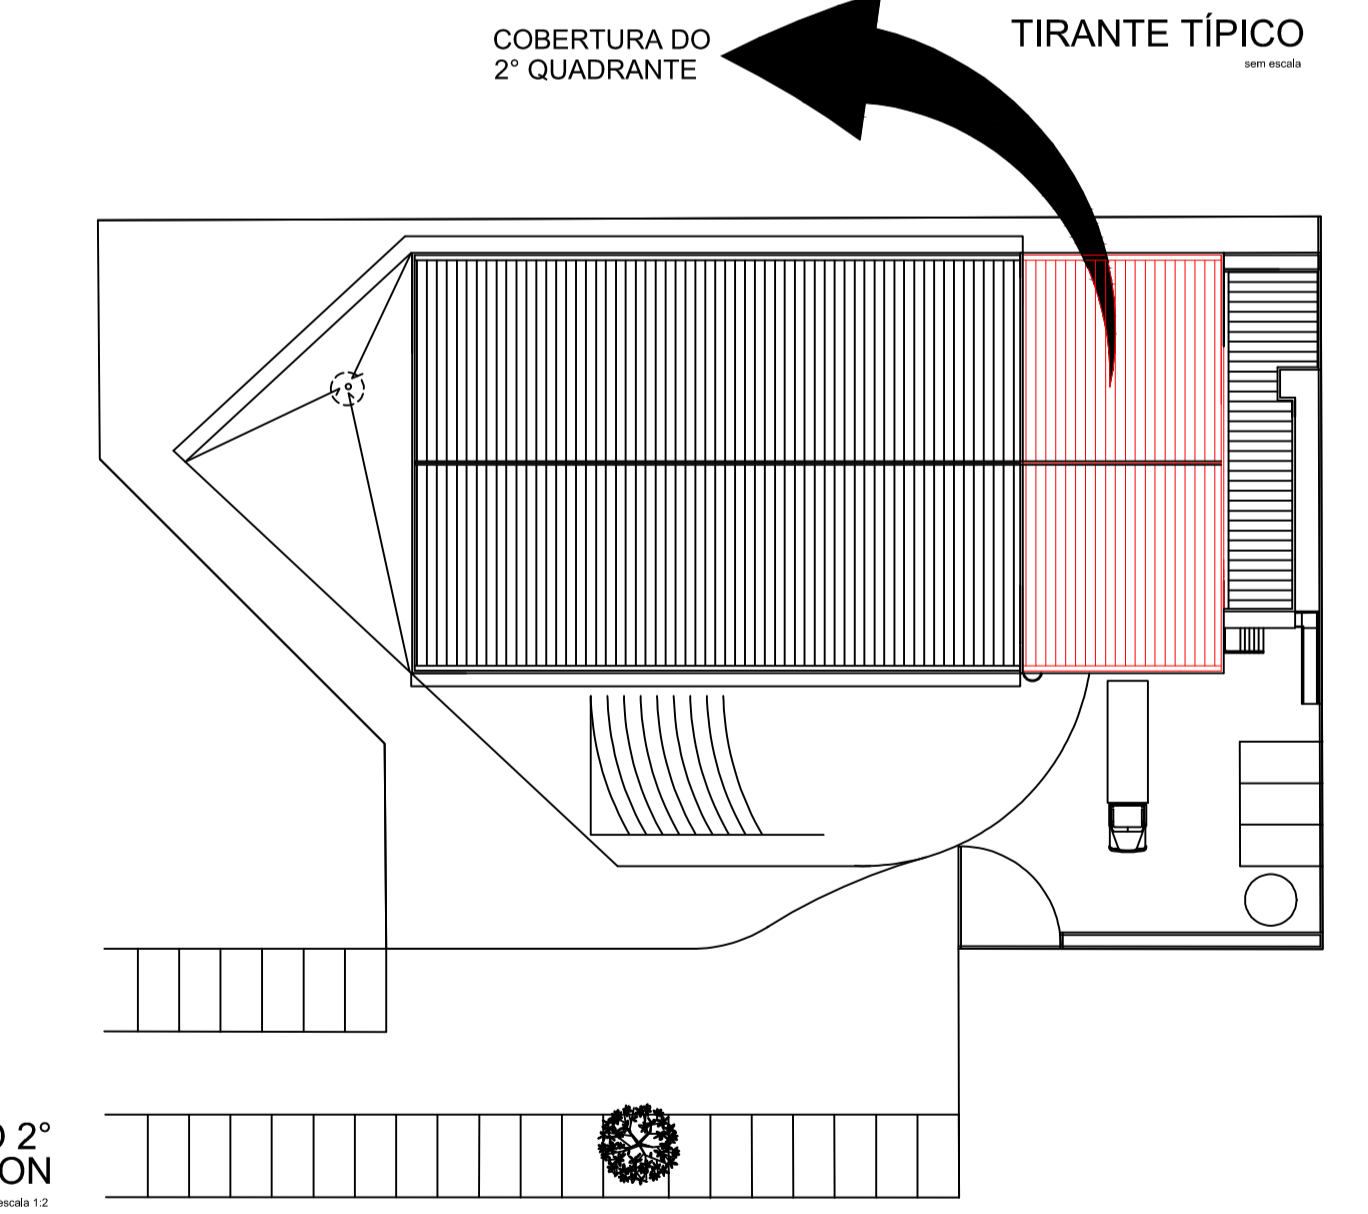 COBERTURA DO
2° QUADRANTE
TIRANTE TÍPICO
sem escala
2°
ON
escala 1:2